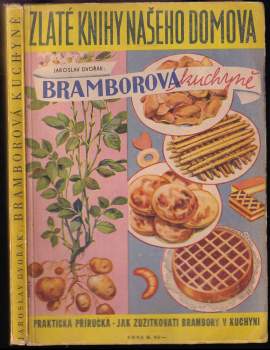 JAROSLAV DVOŘÁK: BRAMBOROVÁ KUCHYNĚ
ZLATÉ KNIHY NAŠEHO DOMOVA
JAROSLAV DVOŘÁK:
BRAMBOROVÁ kuchyně
PRAKTICKÁ PŘÍRUČKA - JAK ZUŽITKOVATI BRAMBORY V KUCHYNI